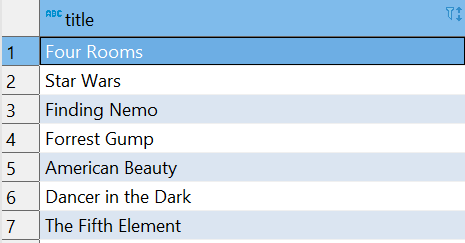 ABC title
1 Four Rooms
2 Star Wars
3 Finding Nemo
4 Forrest Gump
5 American Beauty
6 Dancer in the Dark
7 The Fifth Element